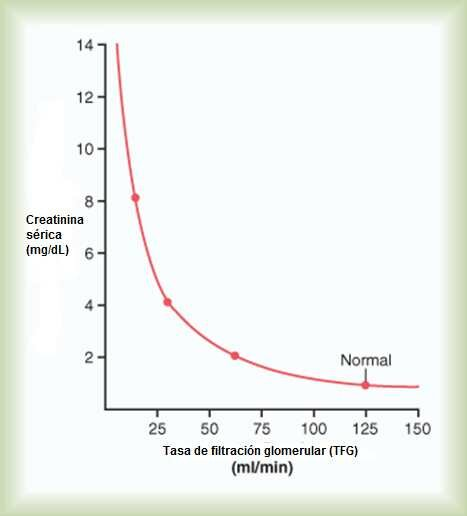 14
12
10
8
6
4
2
Creatinina
sérica
(mg/dL)
Normal
25 50 75 100 125 150
Tasa de filtración glomerular (TFG)
(ml/min)